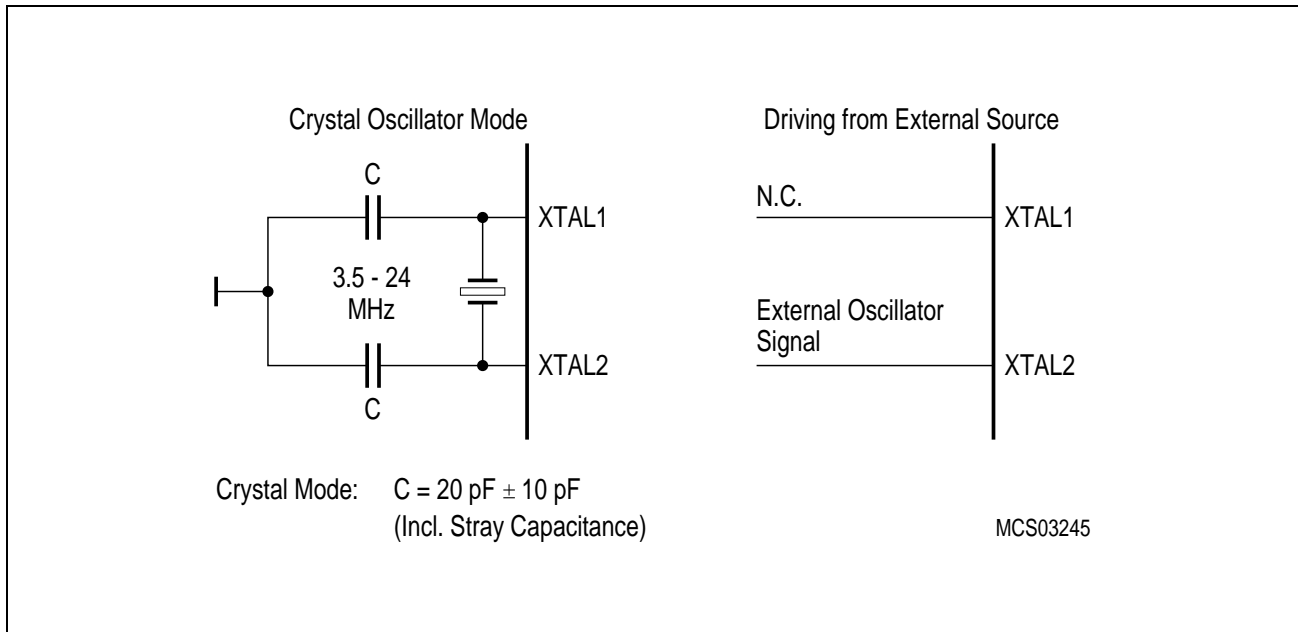 Crystal Oscillator Mode
C
XTAL1
3.5 - 24
MHz
XTAL2
C
Crystal Mode: C = 20 pF ± 10 pF
(Incl. Stray Capacitance)
Driving from External Source
N.C.
XTAL1
External Oscillator
Signal
XTAL2
MCS03245